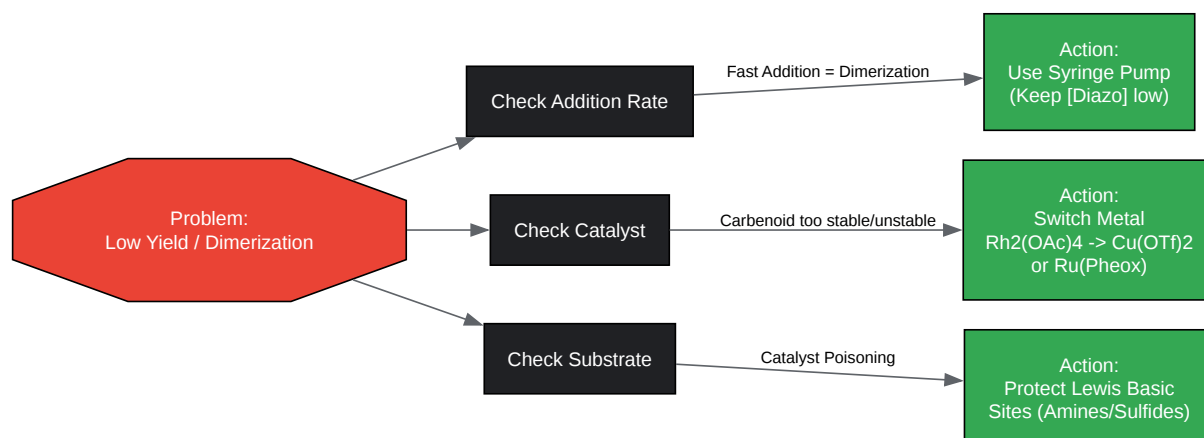 Problem:
Low Yield / Dimerization
Check Addition Rate
Fast Addition = Dimerization
Action:
Use Syringe Pump
(Keep [Diazo] low)
Check Catalyst
Carbenoid too stable/unstable
Action:
Switch Metal
Rh2(OAc)4 -> Cu(OTf)2
or Ru(Pheox)
Check Substrate
Catalyst Poisoning
Action:
Protect Lewis Basic
Sites (Amines/Sulfides)